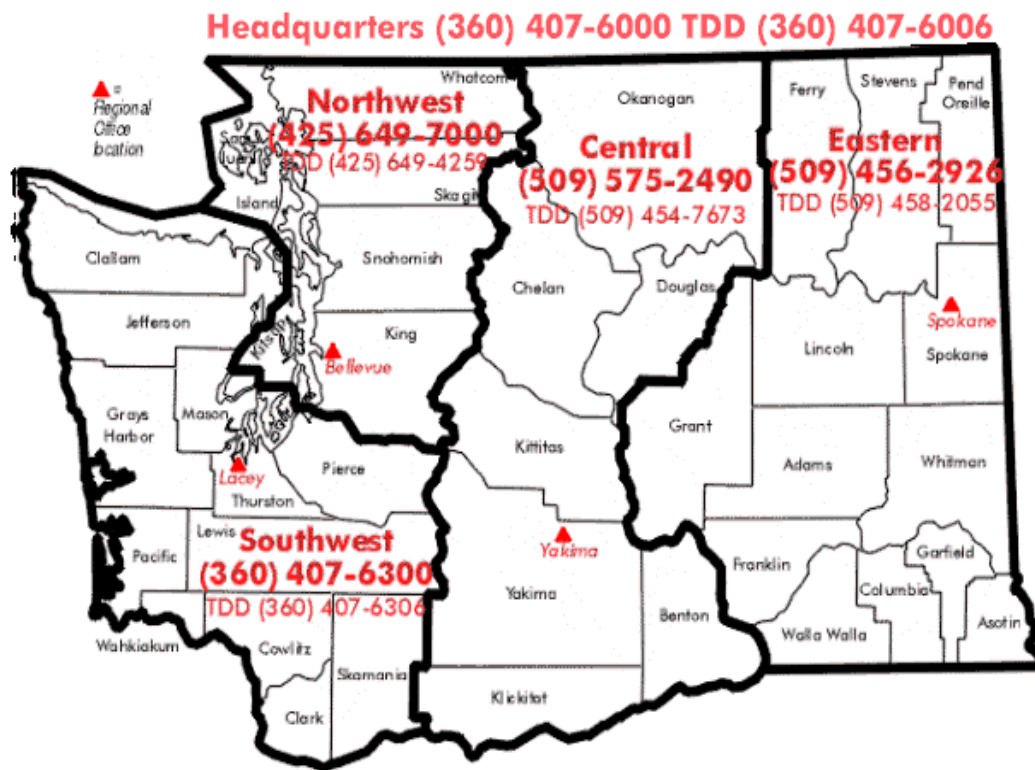 Headquarters (360) 407-6000 TDD (360) 407-6006
▲ =
Regional
Office
location
Whatcom
Northwest
(425) 649-7000
TDD (425) 649-4259
San
Juan
Island
Skagit
Snohomish
King
Kitsap
Bellevue
Okanogan
Central
(509) 575-2490
TDD (509) 454-7673
Chelan
Douglas
Ferry
Stevens
Pend
Oreille
Eastern
(509) 456-2926
TDD (509) 458-2055
Spokane
Lincoln
Spokane
Clallam
Jefferson
Grays
Harbor
Mason
Lacey
Thurston
Pierce
Kittitas
Grant
Adams
Whitman
Pacific
Lewis
Southwest
(360) 407-6300
TDD (360) 407-6306
Yakima
Yakima
Benton
Franklin
Walla Walla
Columbia
Garfield
Asotin
Wahkiakum
Cowlitz
Skamania
Clark
Klickitat